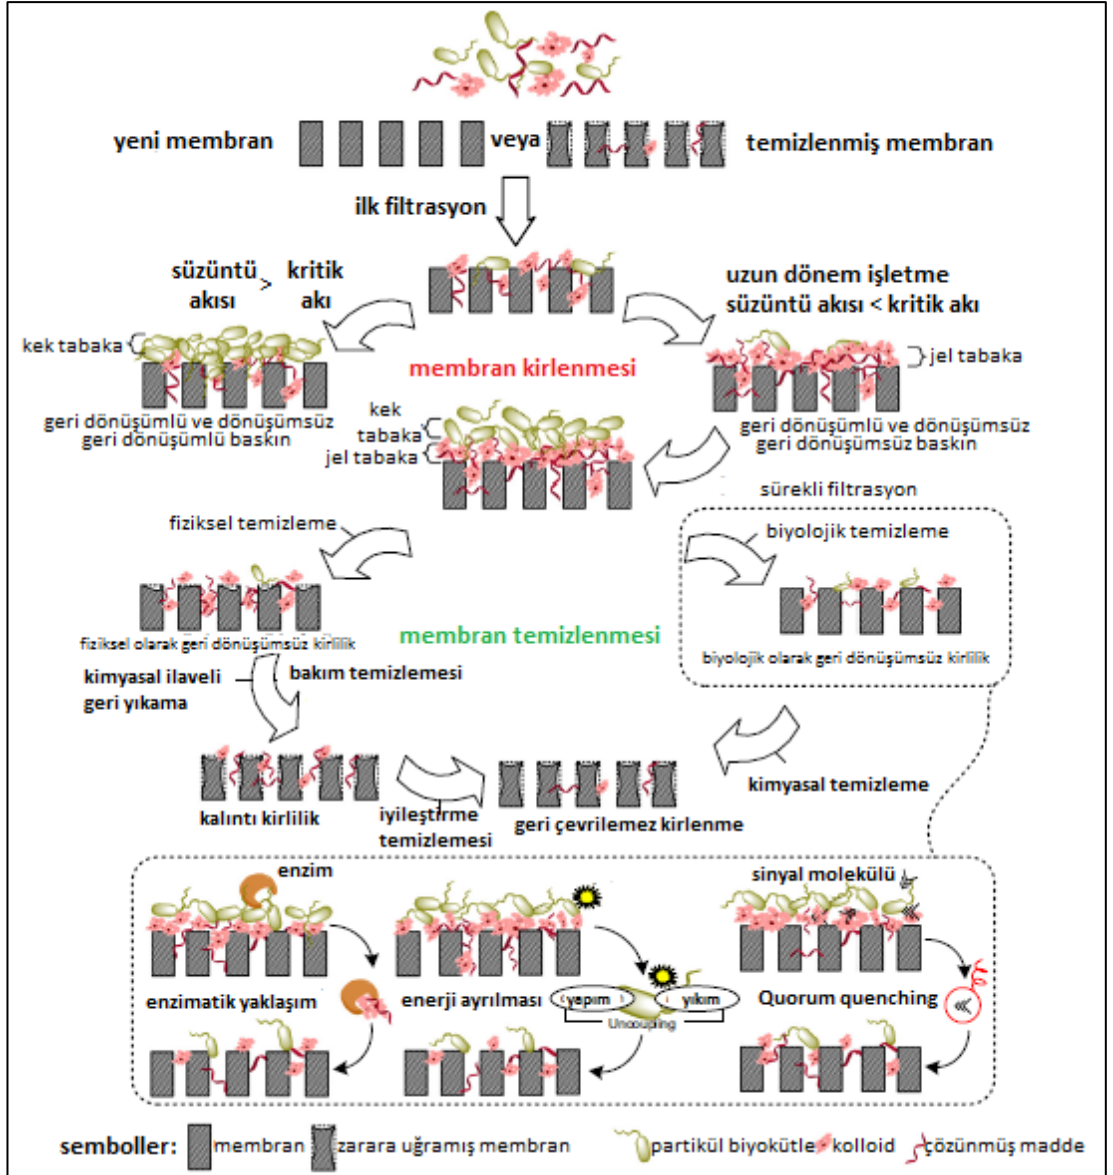 yeni membran
veya
temizlenmiş membran
ilk filtrasyon
süzüntü akısı > kritik akı
uzun dönem işletme
süzüntü akısı < kritik akı
kek tabaka
jel tabaka
membran kirlenmesi
geri dönüşümlü ve dönüşümsüz
geri dönüşümlü baskın
kek
tabaka
jel tabaka
geri dönüşümlü ve dönüşümsüz
geri dönüşümsüz baskın
sürekli filtrasyon
fiziksel temizleme
biyolojik temizleme
fiziksel olarak geri dönüşümsüz kirlilik
membran temizlenmesi
biyolojik olarak geri dönüşümsüz kirlilik
kimyasal ilaveli
geri yıkama
bakım temizlemesi
kimyasal temizleme
kalıntı kirlilik
iyileştirme
temizlemesi
geri çevrilemez kirlenme
enzim
sinyal molekülü
enzimatik yaklaşım
enerji ayrılması
yapım
yıkım
Uncoupling
Quorum quenching
semboller:
membran
zarara uğramış membran
partikül biyokütle
kolloid
çözünmüş madde